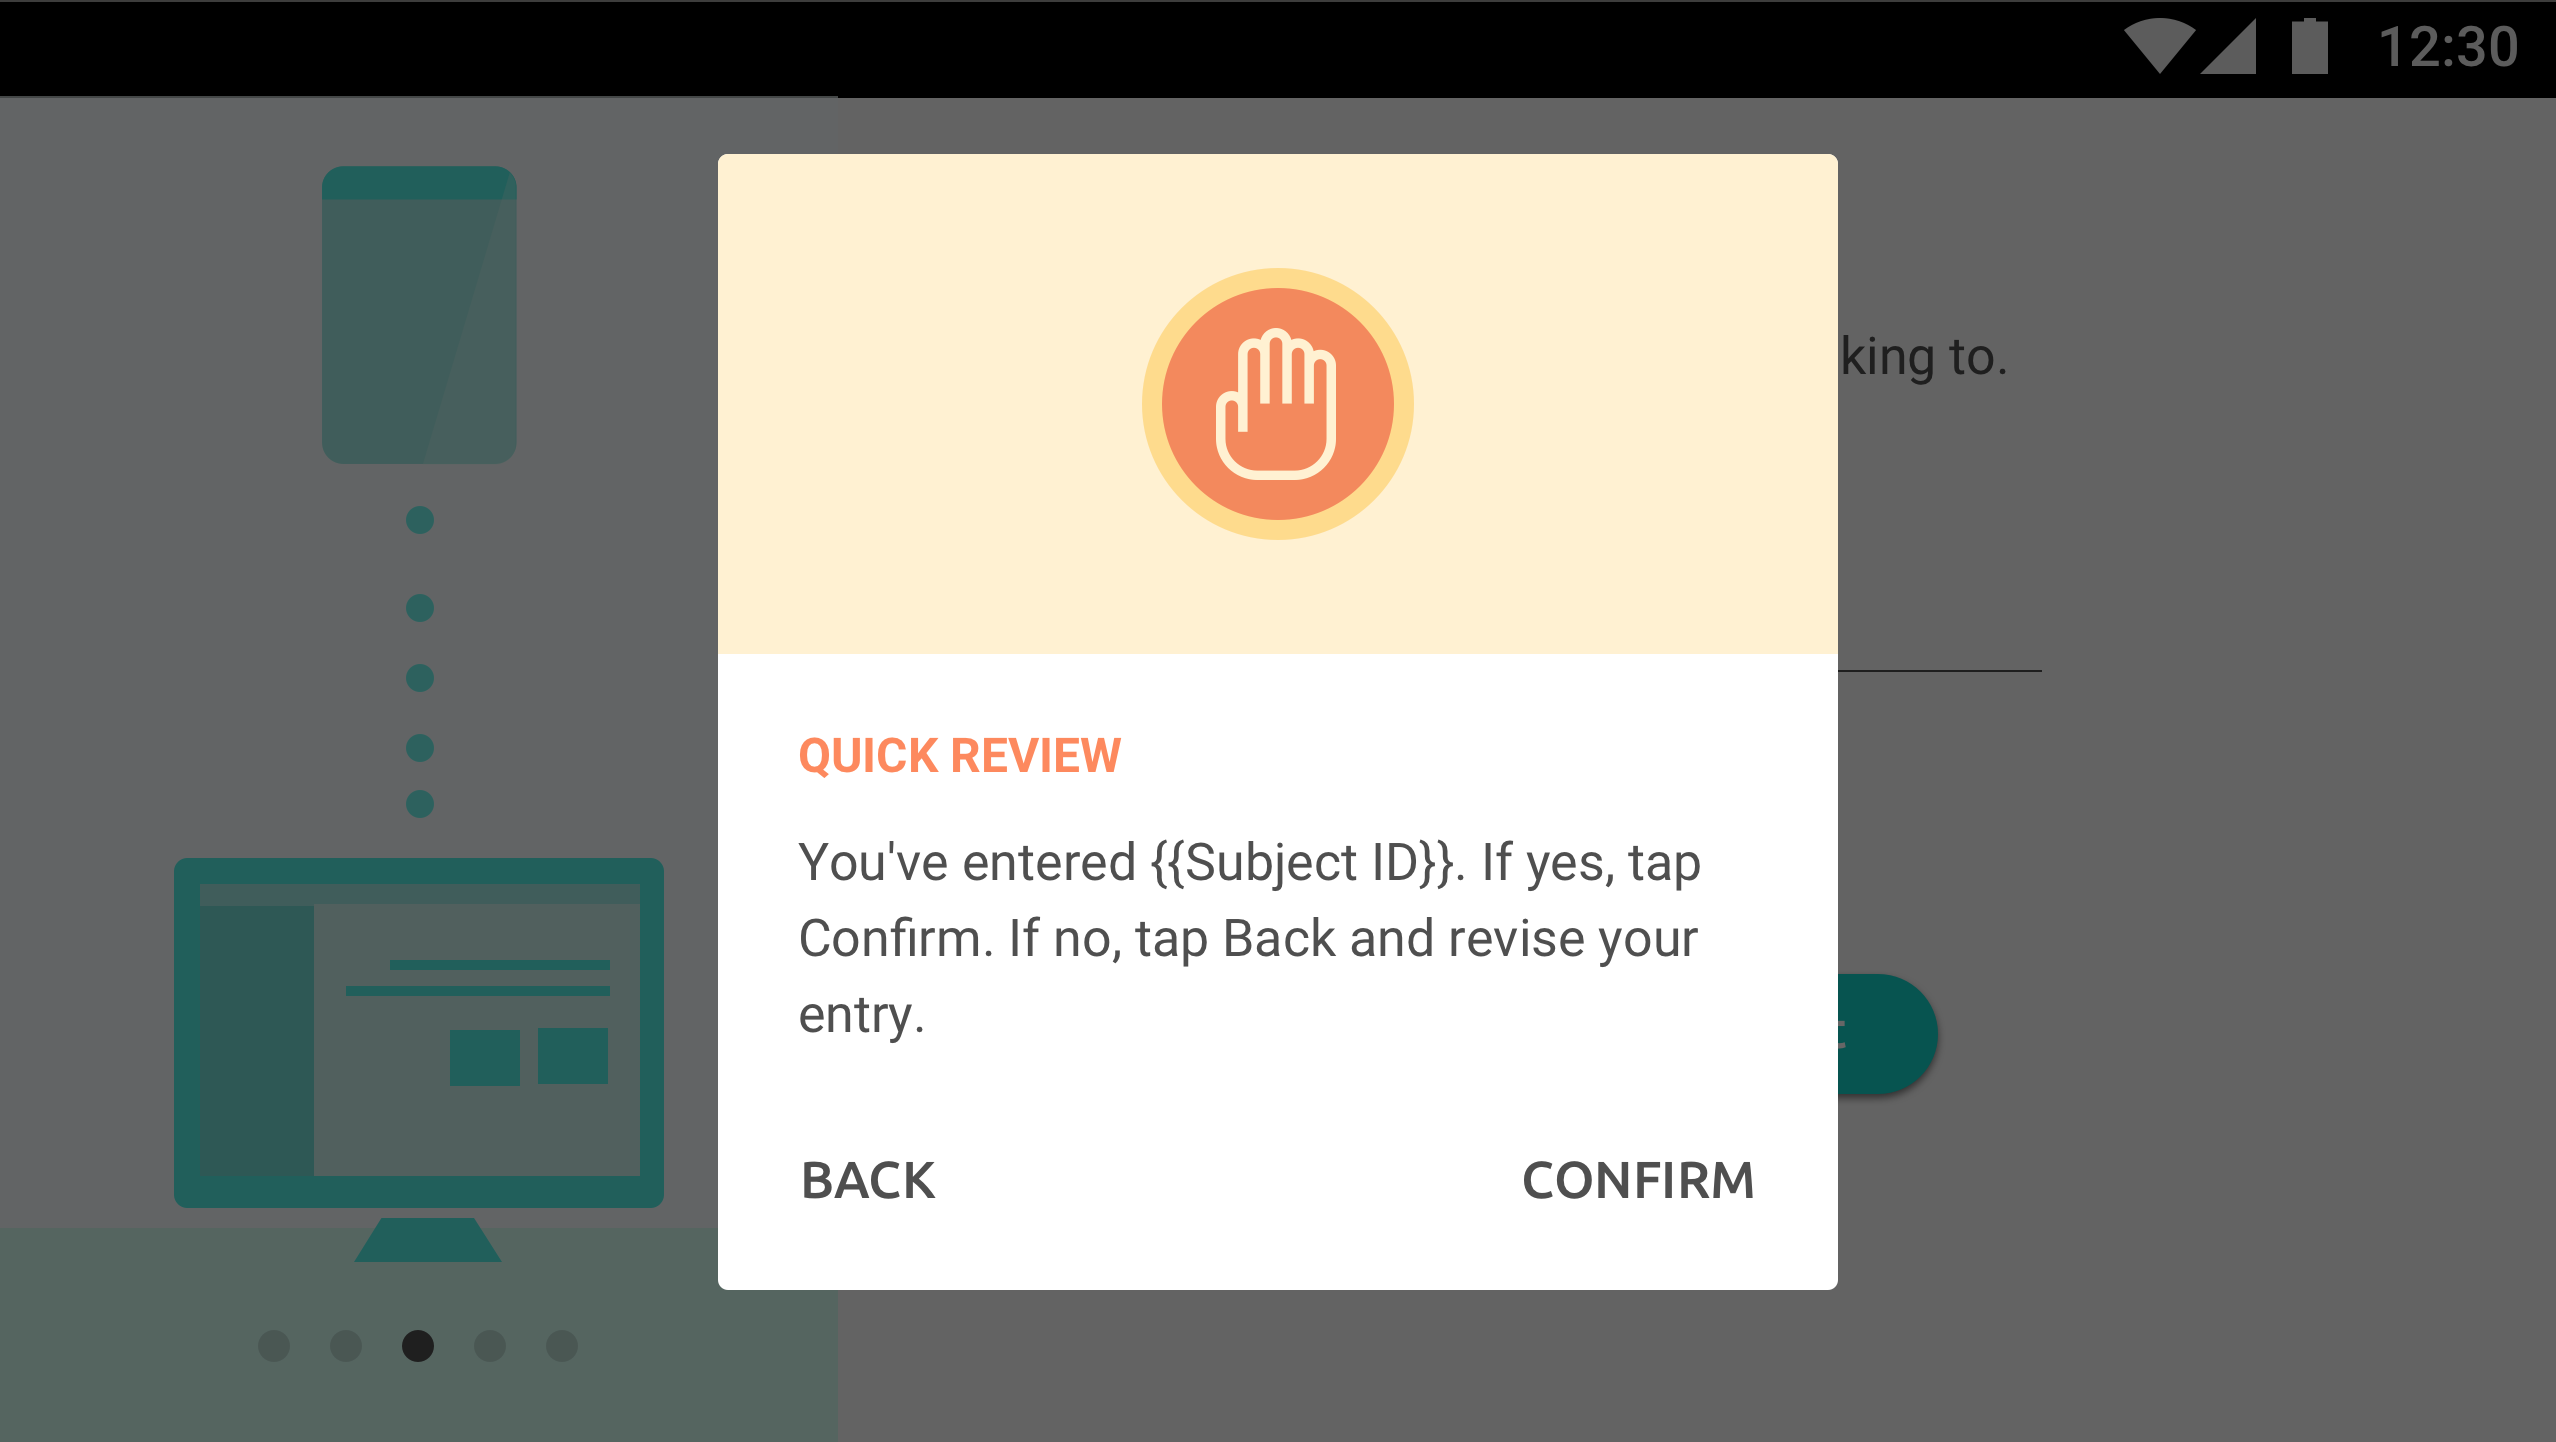 12:30
king to.
QUICK REVIEW
You've entered {{Subject ID}}. If yes, tap
Confirm. If no, tap Back and revise your
entry.
BACK
CONFIRM